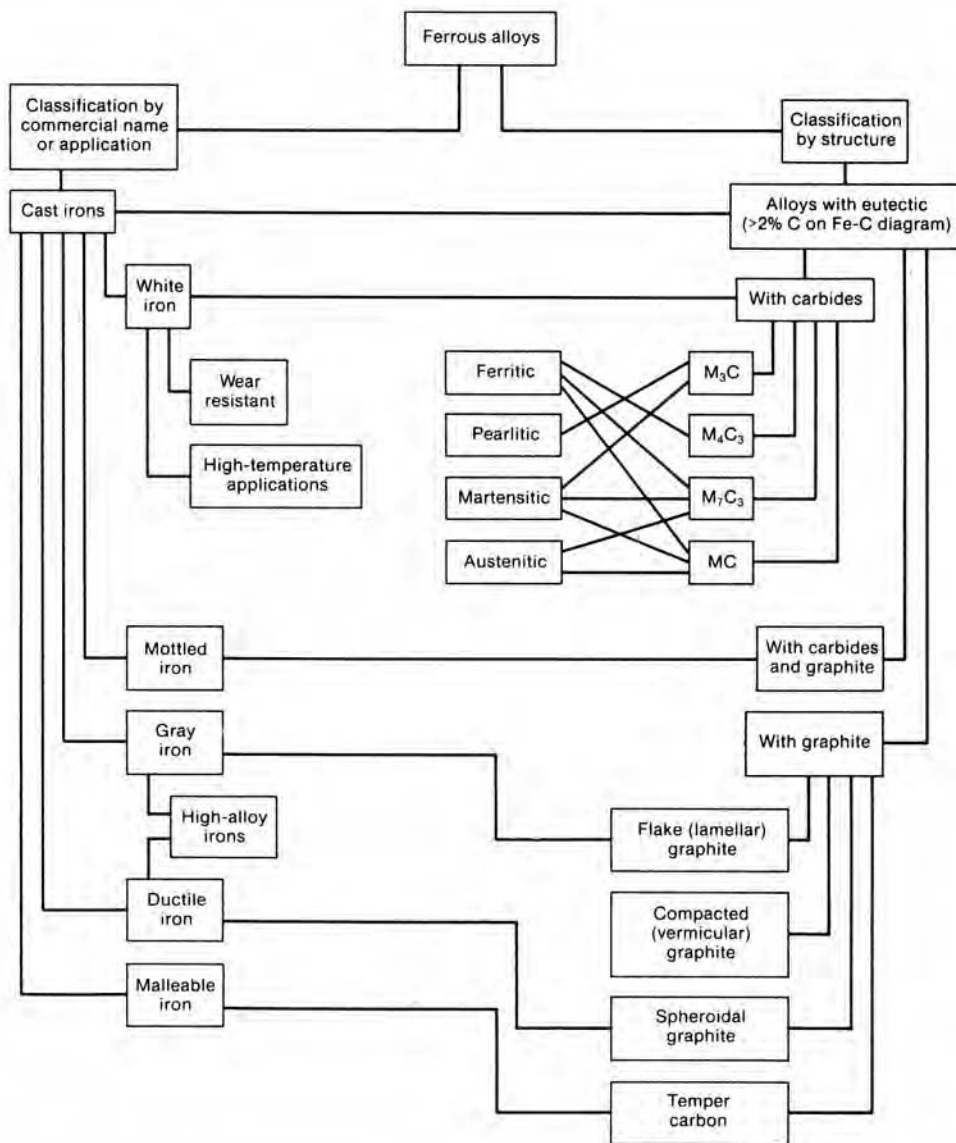 Ferrous alloys
Classification by
commercial name
or application
Classification
by structure
Cast irons
Alloys with eutectic
(>2% C on Fe-C diagram)
White
iron
With carbides
Wear
resistant
High-temperature
applications
Ferritic
Pearlitic
Martensitic
Austenitic
M₃C
M₄C₃
M₇C₃
MC
Mottled
iron
With carbides
and graphite
Gray
iron
With graphite
High-alloy
irons
Flake (lamellar)
graphite
Ductile
iron
Compacted
(vermicular)
graphite
Malleable
iron
Spheroidal
graphite
Temper
carbon